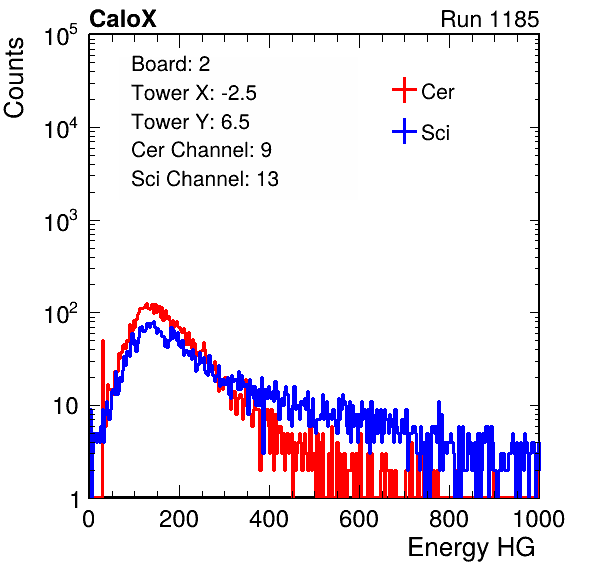 CaloX Run 1185
Counts
Board: 2
Tower X: -2.5
Tower Y: 6.5
Cer Channel: 9
Sci Channel: 13
Cer
Sci
10^5
10^4
10^3
10^2
10
1
0 200 400 600 800 1000
Energy HG